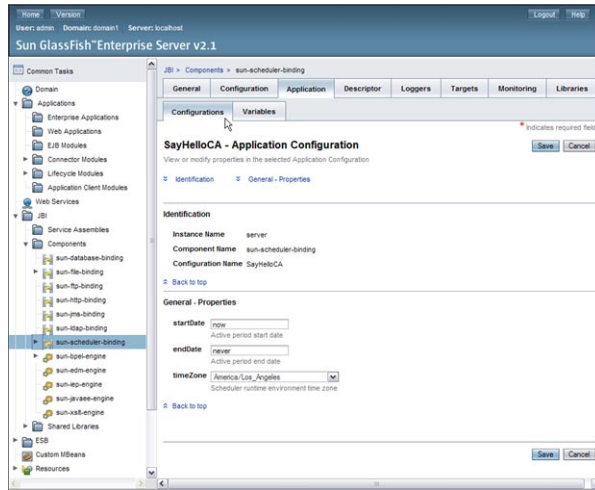 Home Version
Logout Help
User: admin Domain: domain1 Server: localhost
Sun GlassFish™ Enterprise Server v2.1
Common Tasks
Domain
Applications
Enterprise Applications
Web Applications
EJB Modules
Connector Modules
Lifecycle Modules
Application Client Modules
Web Services
JBI
Service Assemblies
Components
sun-database-binding
sun-file-binding
sun-ftp-binding
sun-http-binding
sun-jms-binding
sun-ldap-binding
sun-scheduler-binding
sun-bpel-engine
sun-edm-engine
sun-iep-engine
sun-javaee-engine
sun-xslt-engine
Shared Libraries
ESB
Custom MBeans
Resources
JBI > Components > sun-scheduler-binding
General Configuration Application Descriptor Loggers Targets Monitoring Libraries
Configurations Variables
* Indicates required field
SayHelloCA - Application Configuration
Save Cancel
View or modify properties in the selected Application Configuration
Identification General - Properties
Identification
Instance Name server
Component Name sun-scheduler-binding
Configuration Name SayHelloCA
Back to top
General - Properties
startDate now
Active period start date
endDate never
Active period end date
timeZone America/Los_Angeles
Scheduler runtime environment time zone
Back to top
Save Cancel